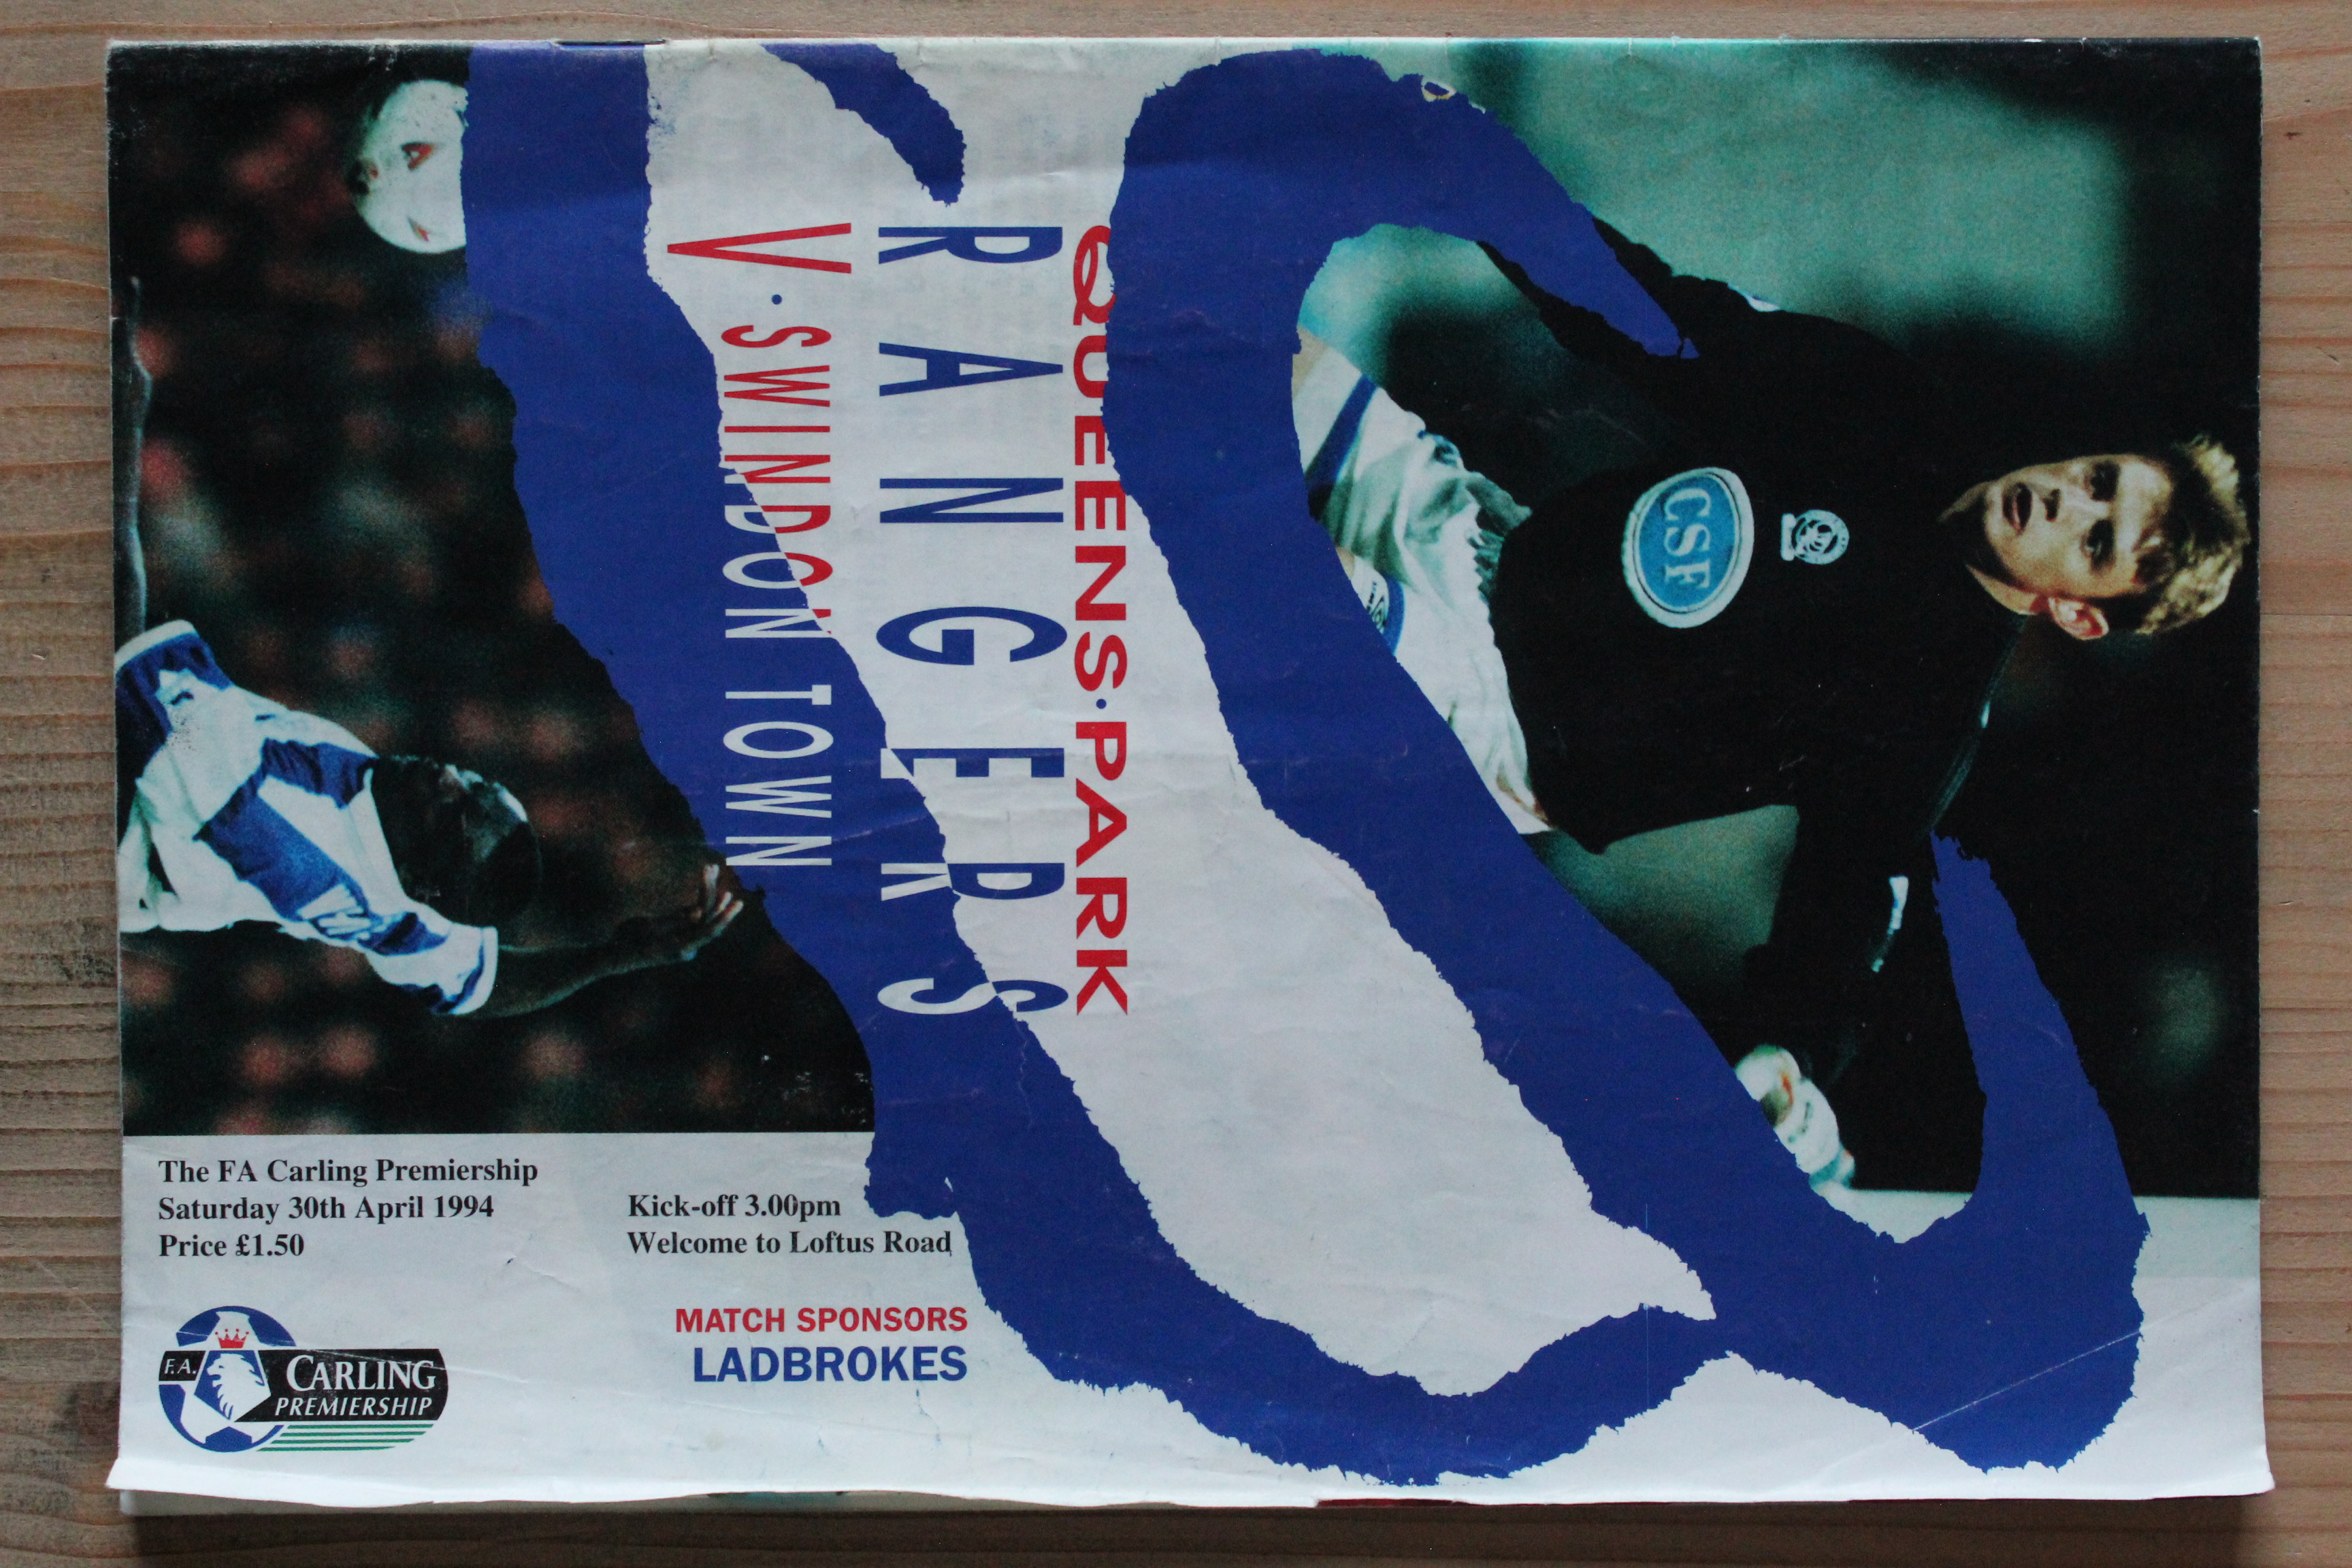 QUEENS·PARK
RANGERS
V·SWINDON TOWN
CSF
The FA Carling Premiership
Saturday 30th April 1994
Price £1.50
Kick-off 3.00pm
Welcome to Loftus Road
MATCH SPONSORS
LADBROKES
F.A. CARLING
PREMIERSHIP